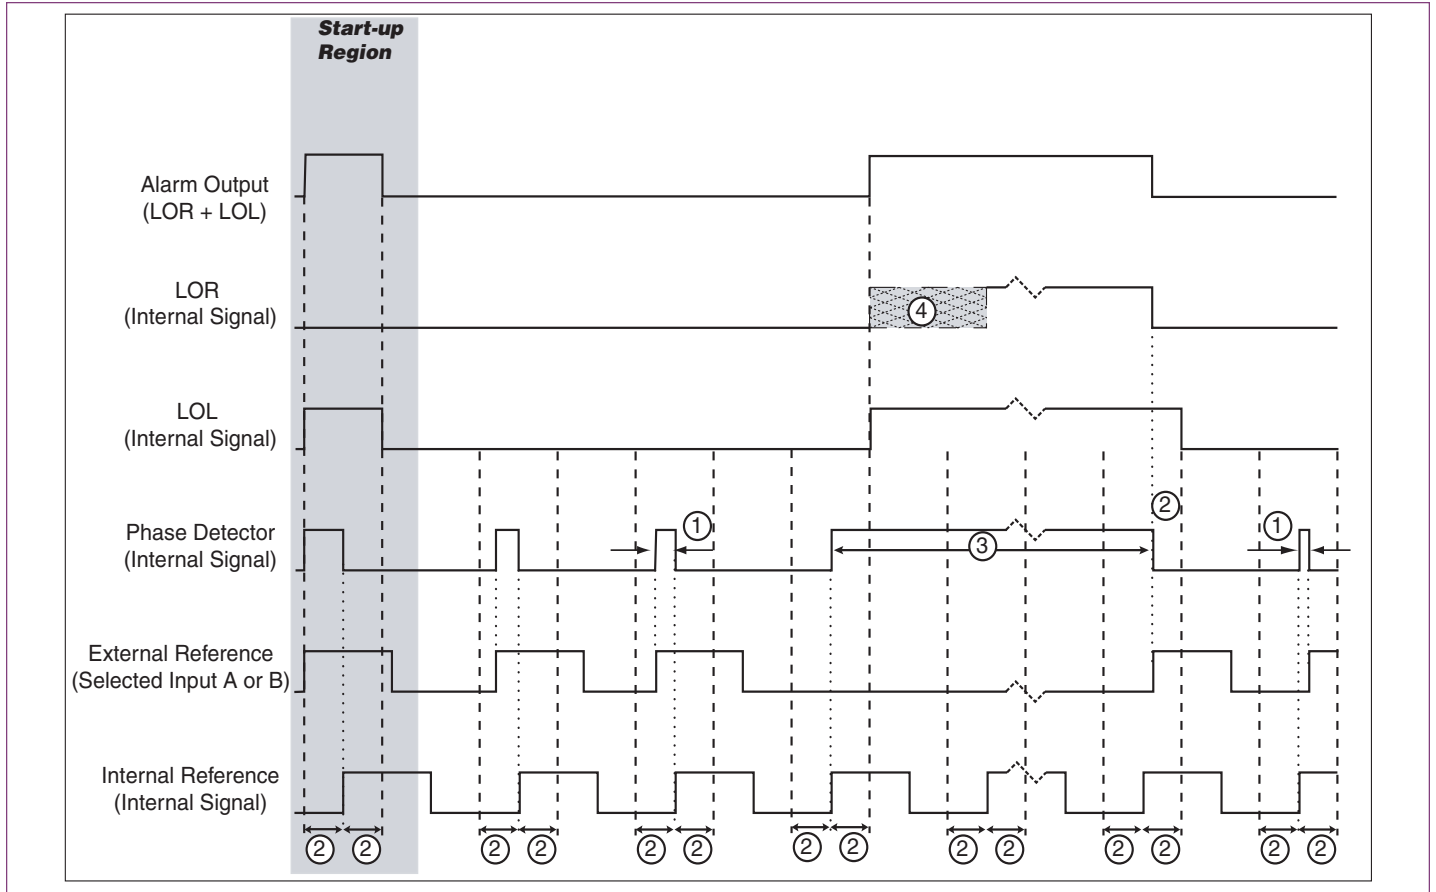 Start-up
Region
Alarm Output
(LOR + LOL)
LOR
(Internal Signal)
4
LOL
(Internal Signal)
Phase Detector
(Internal Signal)
1
3
2
1
External Reference
(Selected Input A or B)
Internal Reference
(Internal Signal)
2 2 2 2 2 2 2 2 2 2 2 2 2 2